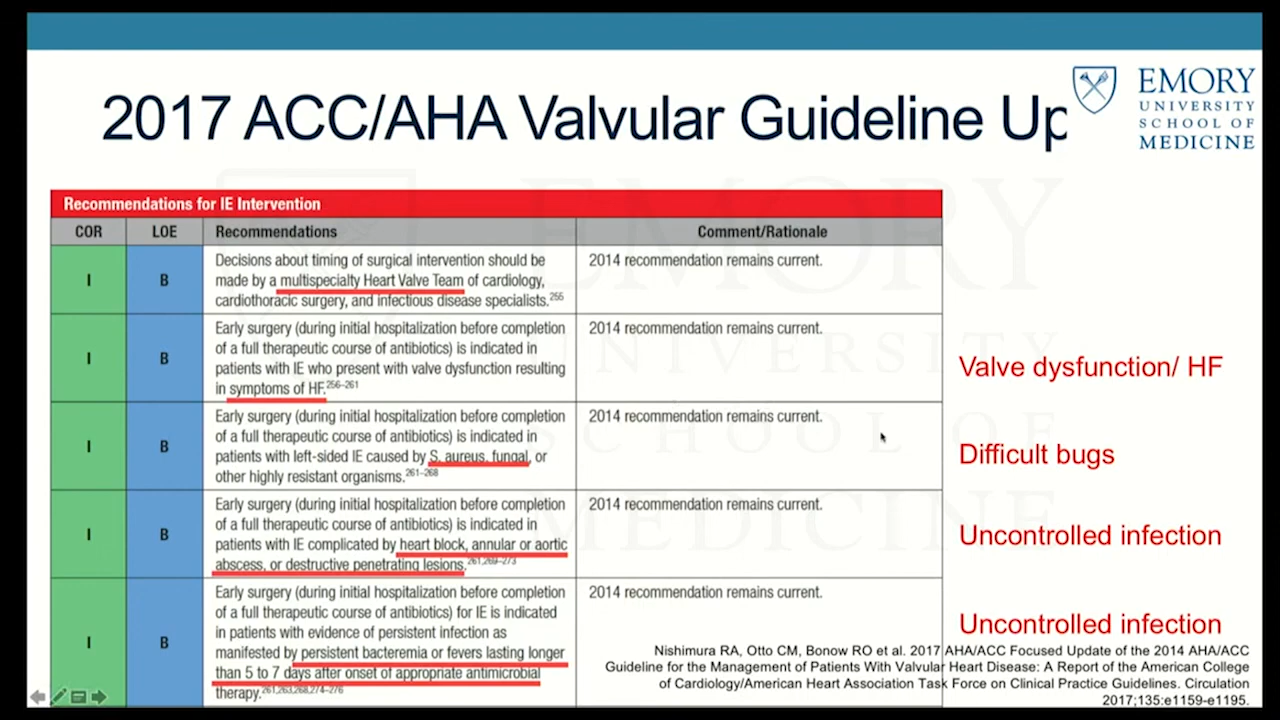 2017 ACC/AHA Valvular Guideline Up
EMORY
UNIVERSITY
SCHOOL OF
MEDICINE
Recommendations for IE Intervention
COR LOE Recommendations Comment/Rationale
I B
Decisions about timing of surgical intervention should be
made by a multispecialty Heart Valve Team of cardiology,
cardiothoracic surgery, and infectious disease specialists.255
2014 recommendation remains current.
I B
Early surgery (during initial hospitalization before completion
of a full therapeutic course of antibiotics) is indicated in
patients with IE who present with valve dysfunction resulting
in symptoms of HF.256–261
2014 recommendation remains current.
Valve dysfunction/ HF
I B
Early surgery (during initial hospitalization before completion
of a full therapeutic course of antibiotics) is indicated in
patients with left-sided IE caused by S. aureus, fungal, or
other highly resistant organisms.261–268
2014 recommendation remains current.
Difficult bugs
I B
Early surgery (during initial hospitalization before completion
of a full therapeutic course of antibiotics) is indicated in
patients with IE complicated by heart block, annular or aortic
abscess, or destructive penetrating lesions.261,269–273
2014 recommendation remains current.
Uncontrolled infection
I B
Early surgery (during initial hospitalization before completion
of a full therapeutic course of antibiotics) for IE is indicated
in patients with evidence of persistent infection as
manifested by persistent bacteremia or fevers lasting longer
than 5 to 7 days after onset of appropriate antimicrobial
therapy.261,263,268,274–276
2014 recommendation remains current.
Uncontrolled infection
Nishimura RA, Otto CM, Bonow RO et al. 2017 AHA/ACC Focused Update of the 2014 AHA/ACC
Guideline for the Management of Patients With Valvular Heart Disease: A Report of the American College
of Cardiology/American Heart Association Task Force on Clinical Practice Guidelines. Circulation
2017;135:e1159-e1195.
EMORY
UNIVERSITY
SCHOOL OF
MEDICINE